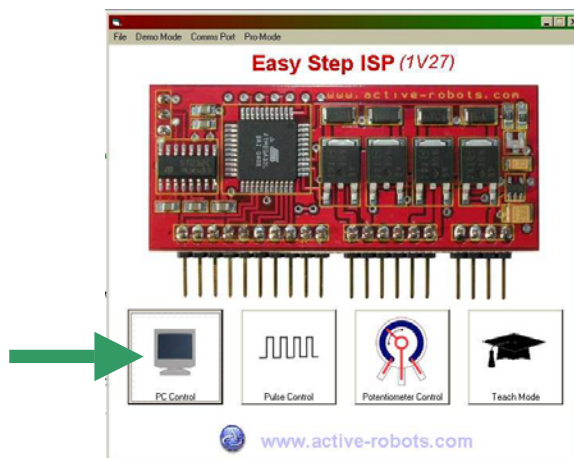 File Demo Mode Comms Port Pro-Mode
Easy Step ISP (1V27)
www.active-robots.com
PC Control Pulse Control Potentiometer Control Teach Mode
www.active-robots.com